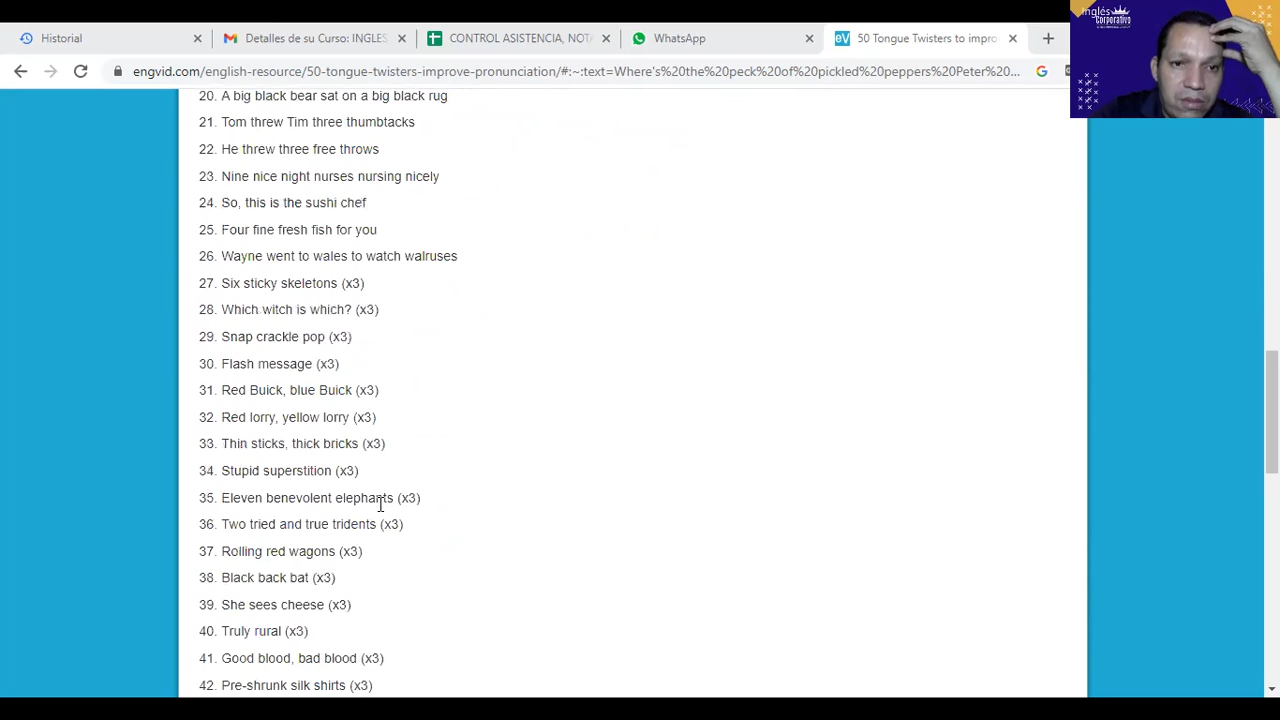 Historial
Detalles de su Curso: INGLES
CONTROL ASISTENCIA, NOTA
WhatsApp
50 Tongue Twisters to impro
engvid.com/english-resource/50-tongue-twisters-improve-pronunciation/#:~:text=Where's%20the%20peck%20of%20pickled%20peppers%20Peter%20...
Inglés
Corporativo
20. A big black bear sat on a big black rug
21. Tom threw Tim three thumbtacks
22. He threw three free throws
23. Nine nice night nurses nursing nicely
24. So, this is the sushi chef
25. Four fine fresh fish for you
26. Wayne went to wales to watch walruses
27. Six sticky skeletons (x3)
28. Which witch is which? (x3)
29. Snap crackle pop (x3)
30. Flash message (x3)
31. Red Buick, blue Buick (x3)
32. Red lorry, yellow lorry (x3)
33. Thin sticks, thick bricks (x3)
34. Stupid superstition (x3)
35. Eleven benevolent elephants (x3)
36. Two tried and true tridents (x3)
37. Rolling red wagons (x3)
38. Black back bat (x3)
39. She sees cheese (x3)
40. Truly rural (x3)
41. Good blood, bad blood (x3)
42. Pre-shrunk silk shirts (x3)